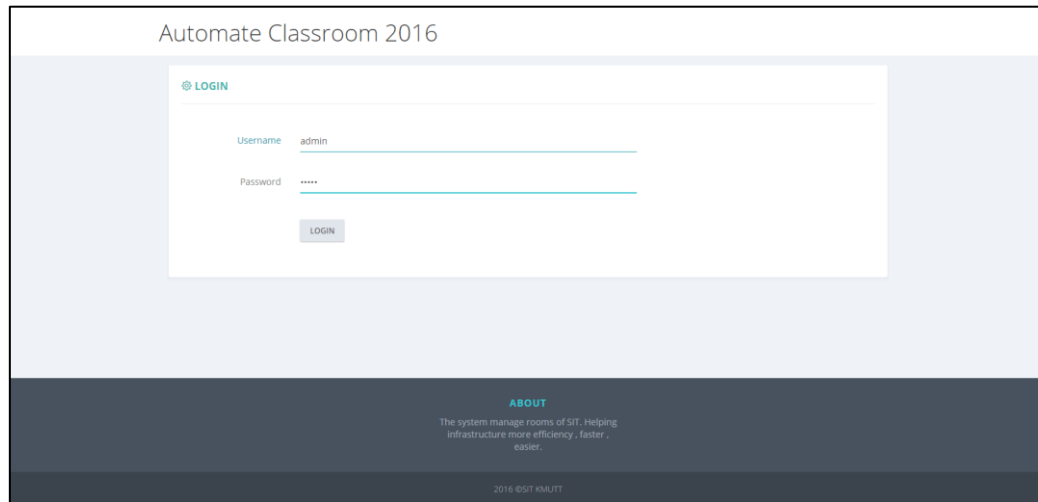 Automate Classroom 2016
LOGIN
Username admin
Password •••••
LOGIN
ABOUT
The system manage rooms of SIT. Helping
infrastructure more efficiency , faster ,
easier.
2016 ©SIT KMUTT